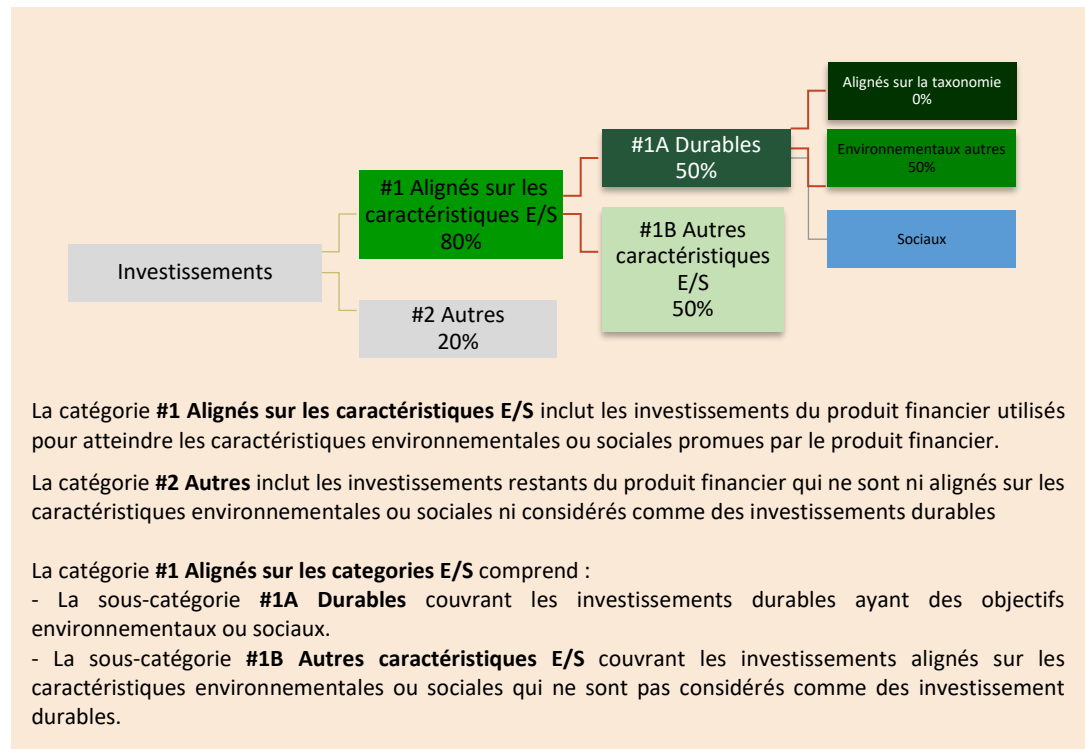 Alignés sur la taxonomie
0%
#1A Durables
50%
Environnementaux autres
50%
#1 Alignés sur les
caractéristiques E/S
80%
#1B Autres
caractéristiques
E/S
50%
Sociaux
Investissements
#2 Autres
20%
La catégorie #1 Alignés sur les caractéristiques E/S inclut les investissements du produit financier utilisés
pour atteindre les caractéristiques environnementales ou sociales promues par le produit financier.
La catégorie #2 Autres inclut les investissements restants du produit financier qui ne sont ni alignés sur les
caractéristiques environnementales ou sociales ni considérés comme des investissements durables
La catégorie #1 Alignés sur les categories E/S comprend :
- La sous-catégorie #1A Durables couvrant les investissements durables ayant des objectifs
environnementaux ou sociaux.
- La sous-catégorie #1B Autres caractéristiques E/S couvrant les investissements alignés sur les
caractéristiques environnementales ou sociales qui ne sont pas considérés comme des investissement
durables.